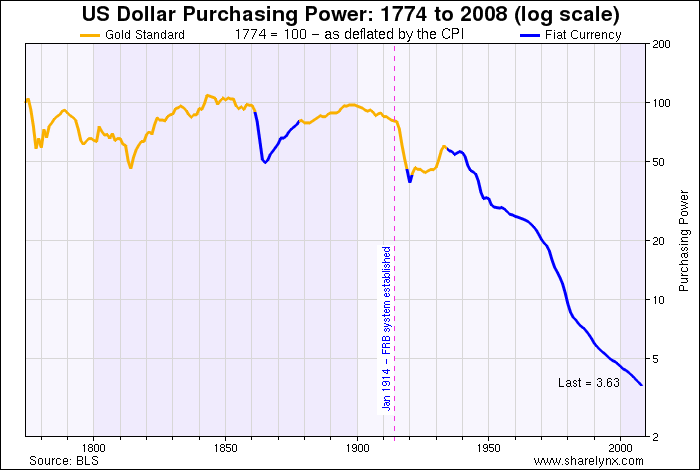 US Dollar Purchasing Power: 1774 to 2008 (log scale)
Gold Standard 1774 = 100 – as deflated by the CPI Fiat Currency
200
100
50
20
10
5
2
Purchasing Power
Jan 1914 – FRB system established
Last = 3.63
1800 1850 1900 1950 2000
Source: BLS www.sharelynx.com